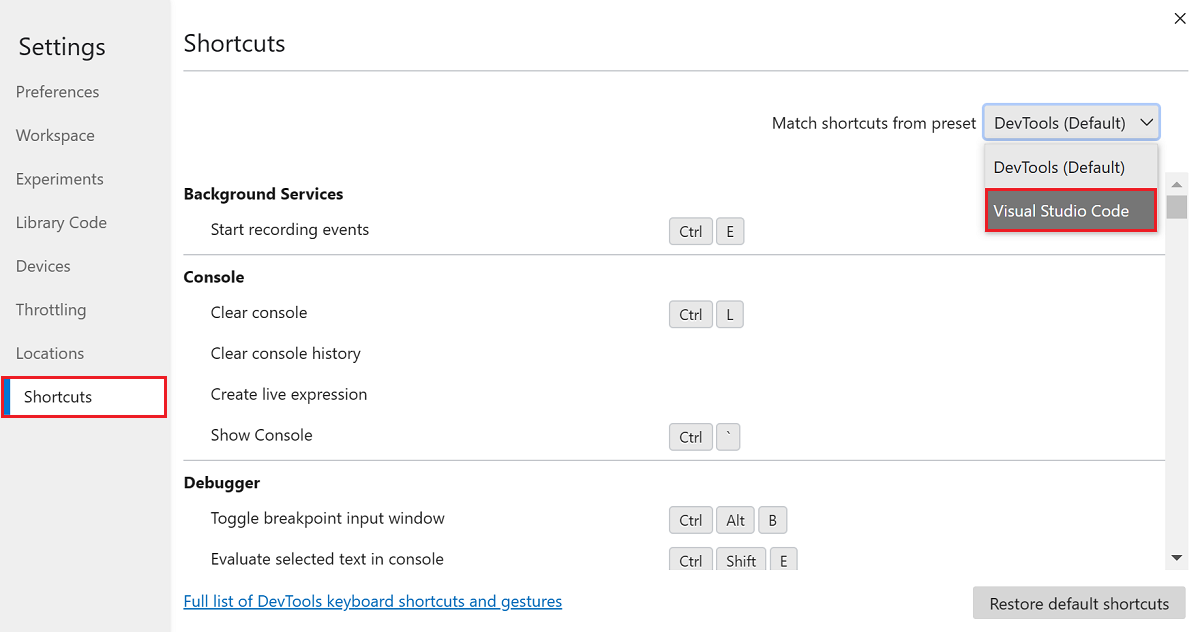 Settings
Preferences
Workspace
Experiments
Library Code
Devices
Throttling
Locations
Shortcuts
Shortcuts
Match shortcuts from preset DevTools (Default)
DevTools (Default)
Visual Studio Code
Background Services
Start recording events Ctrl E
Console
Clear console Ctrl L
Clear console history
Create live expression
Show Console Ctrl `
Debugger
Toggle breakpoint input window Ctrl Alt B
Evaluate selected text in console Ctrl Shift E
Full list of DevTools keyboard shortcuts and gestures
Restore default shortcuts